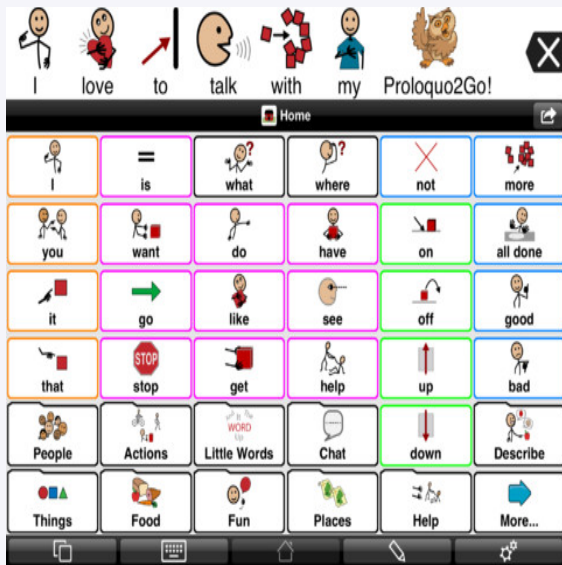 I love to talk with my Proloquo2Go!
Home
I is what where not more
you want do have on all done
it go like see off good
STOP
that stop get help up bad
WORD
People Actions Little Words Chat down Describe
Things Food Fun Places Help More...